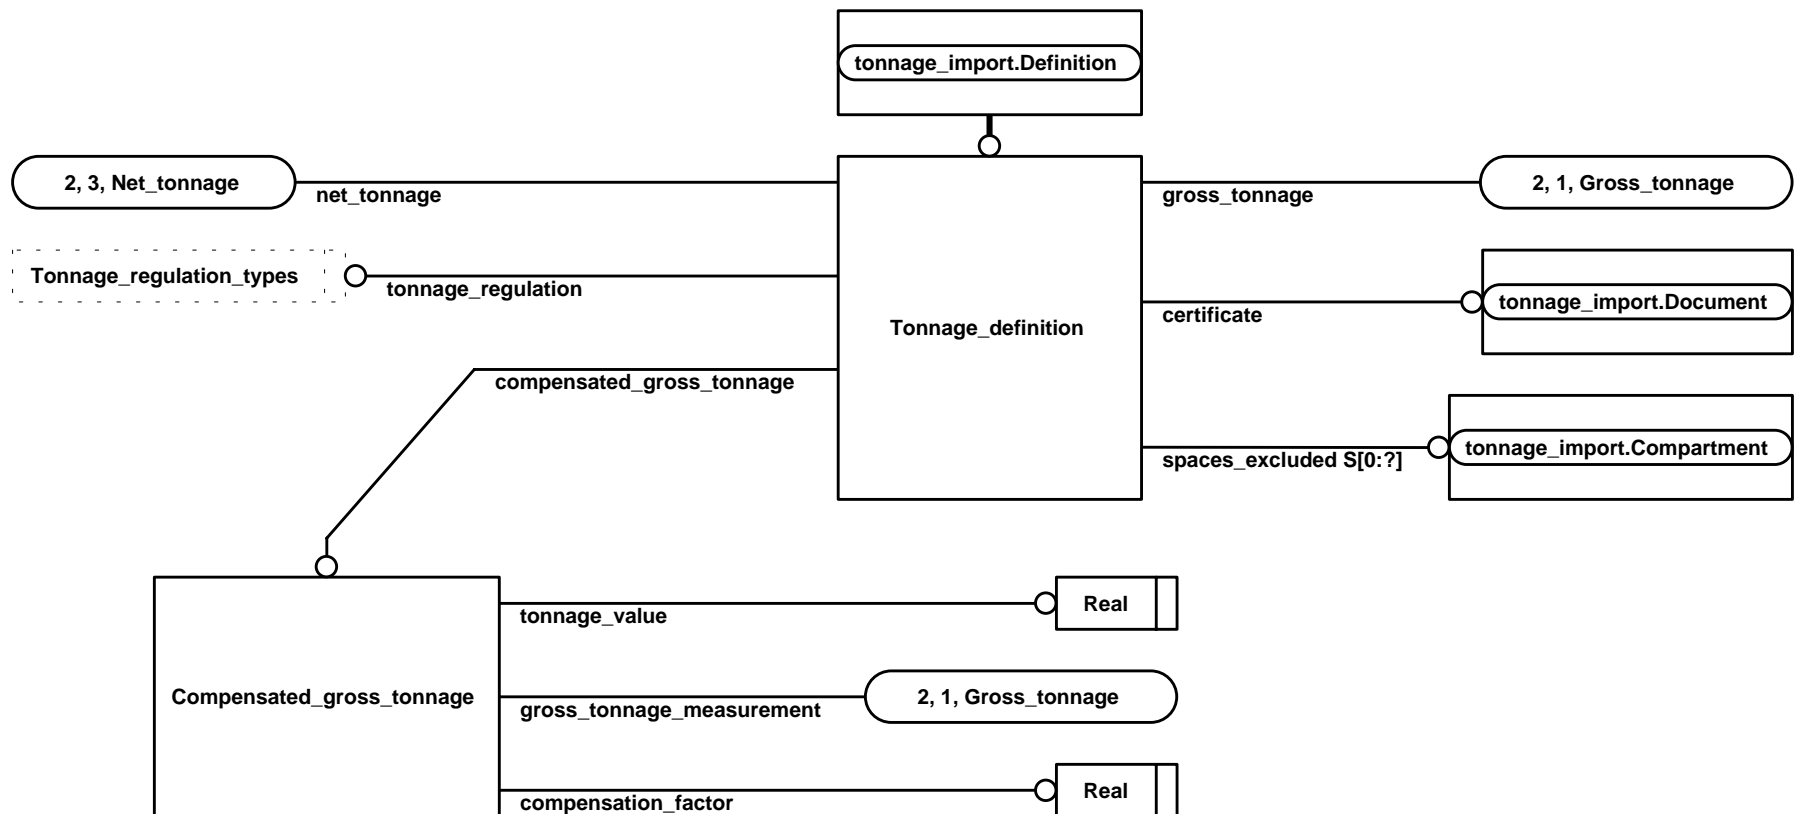 tonnage_import.Definition
2, 3, Net_tonnage
net_tonnage
gross_tonnage
2, 1, Gross_tonnage
Tonnage_regulation_types
tonnage_regulation
Tonnage_definition
certificate
tonnage_import.Document
compensated_gross_tonnage
spaces_excluded S[0:?]
tonnage_import.Compartment
Compensated_gross_tonnage
tonnage_value
Real
gross_tonnage_measurement
2, 1, Gross_tonnage
compensation_factor
Real